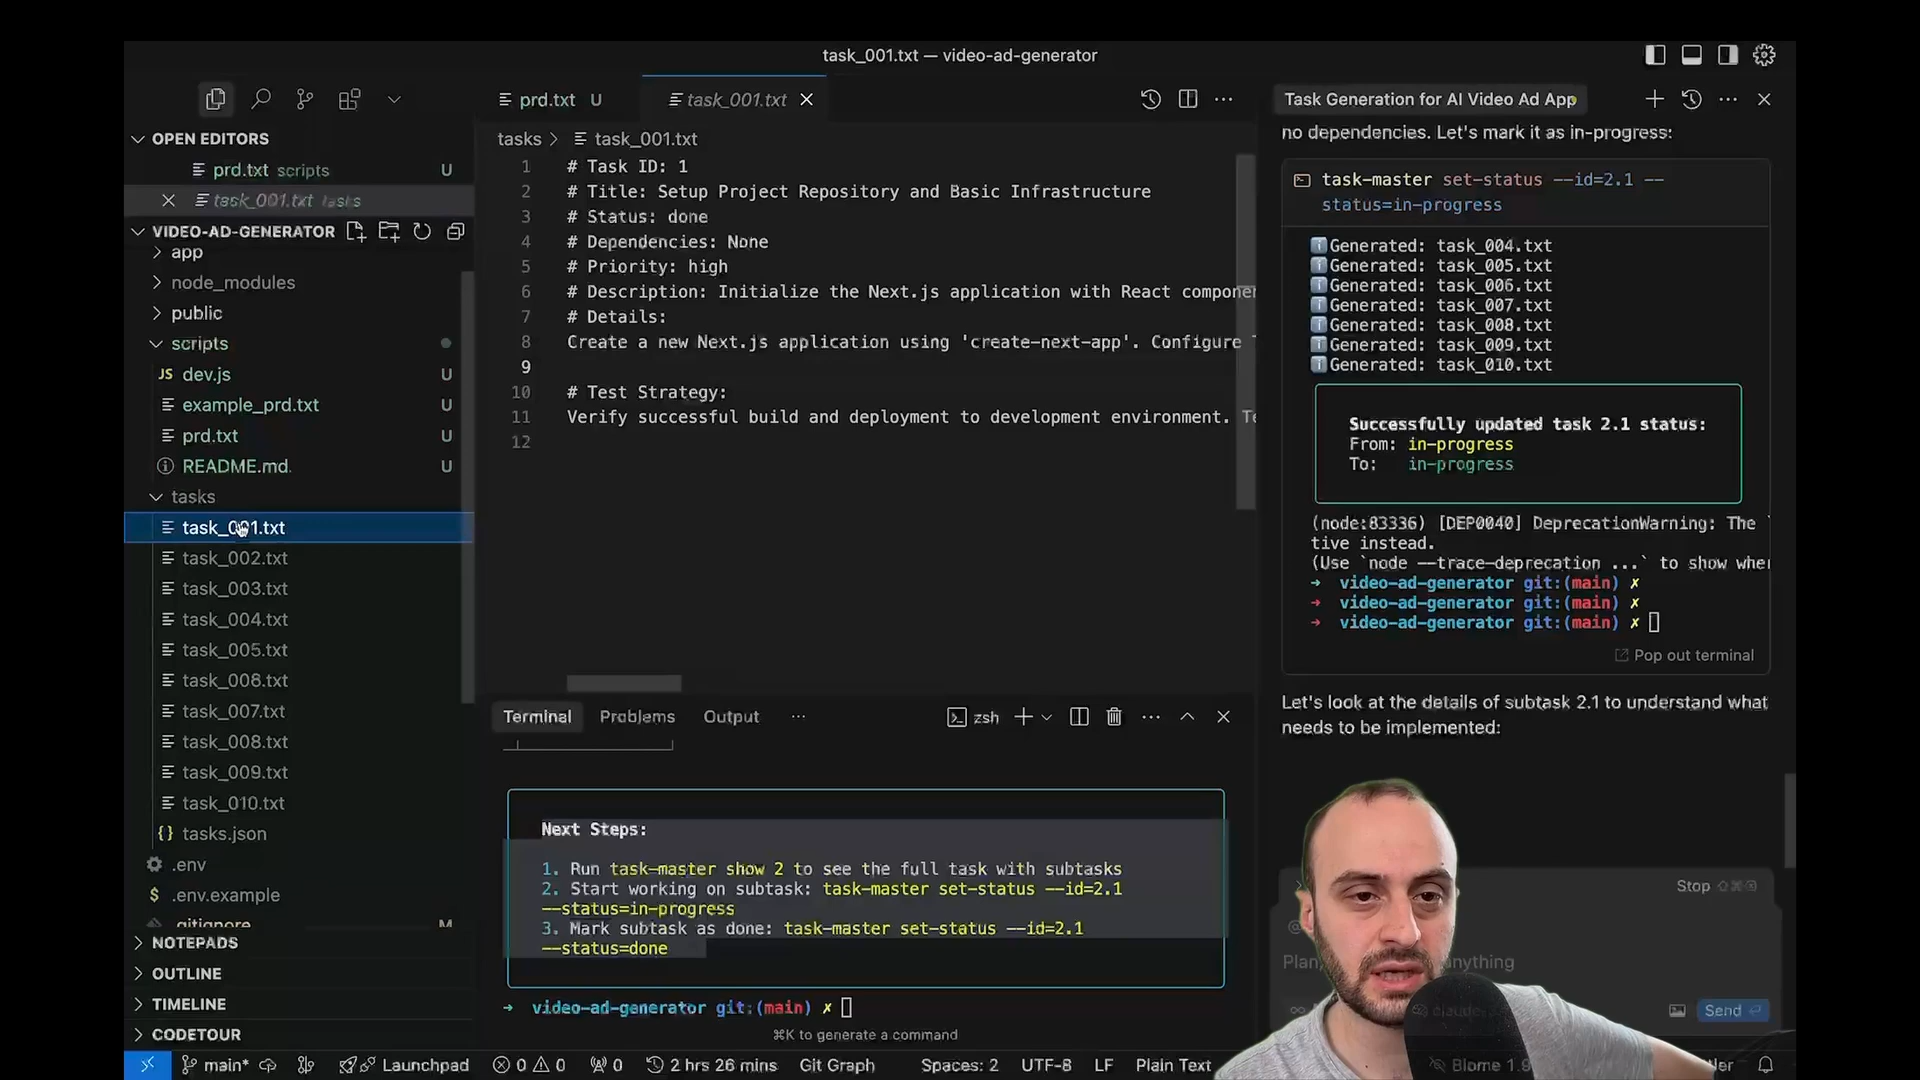 task_001.txt — video-ad-generator
OPEN EDITORS
prd.txt scripts U
task_001.txt tasks
VIDEO-AD-GENERATOR
app
node_modules
public
scripts
JS dev.js U
example_prd.txt U
prd.txt U
README.md U
tasks
task_001.txt
task_002.txt
task_003.txt
task_004.txt
task_005.txt
task_008.txt
task_007.txt
task_008.txt
task_009.txt
task_010.txt
{} tasks.json
.env
$ .env.example
.gitignore M
NOTEPADS
OUTLINE
TIMELINE
CODETOUR
prd.txt U
task_001.txt
tasks > task_001.txt
1 # Task ID: 1
2 # Title: Setup Project Repository and Basic Infrastructure
3 # Status: done
4 # Dependencies: None
5 # Priority: high
6 # Description: Initialize the Next.js application with React componen
7 # Details:
8 Create a new Next.js application using 'create-next-app'. Configure
9
10 # Test Strategy:
11 Verify successful build and deployment to development environment. Te
12
Terminal Problems Output ... zsh
Next Steps:
1. Run task-master show 2 to see the full task with subtasks
2. Start working on subtask: task-master set-status --id=2.1
--status=in-progress
3. Mark subtask as done: task-master set-status --id=2.1
--status=done
→ video-ad-generator git:(main) ✗
⌘K to generate a command
Task Generation for AI Video Ad App
no dependencies. Let's mark it as in-progress:
task-master set-status --id=2.1 --
status=in-progress
Generated: task_004.txt
Generated: task_005.txt
Generated: task_006.txt
Generated: task_007.txt
Generated: task_008.txt
Generated: task_009.txt
Generated: task_010.txt
Successfully updated task 2.1 status:
From: in-progress
To: in-progress
(node:83336) [DEP0040] DeprecationWarning: The `
tive instead.
(Use `node --trace-deprecation ...` to show wher
→ video-ad-generator git:(main) ✗
→ video-ad-generator git:(main) ✗
→ video-ad-generator git:(main) ✗
Pop out terminal
Let's look at the details of subtask 2.1 to understand what
needs to be implemented:
Stop
Plan, nything
Send
main* Launchpad 0 0 0 2 hrs 26 mins Git Graph Spaces: 2 UTF-8 LF Plain Text Blome 1.9 tler